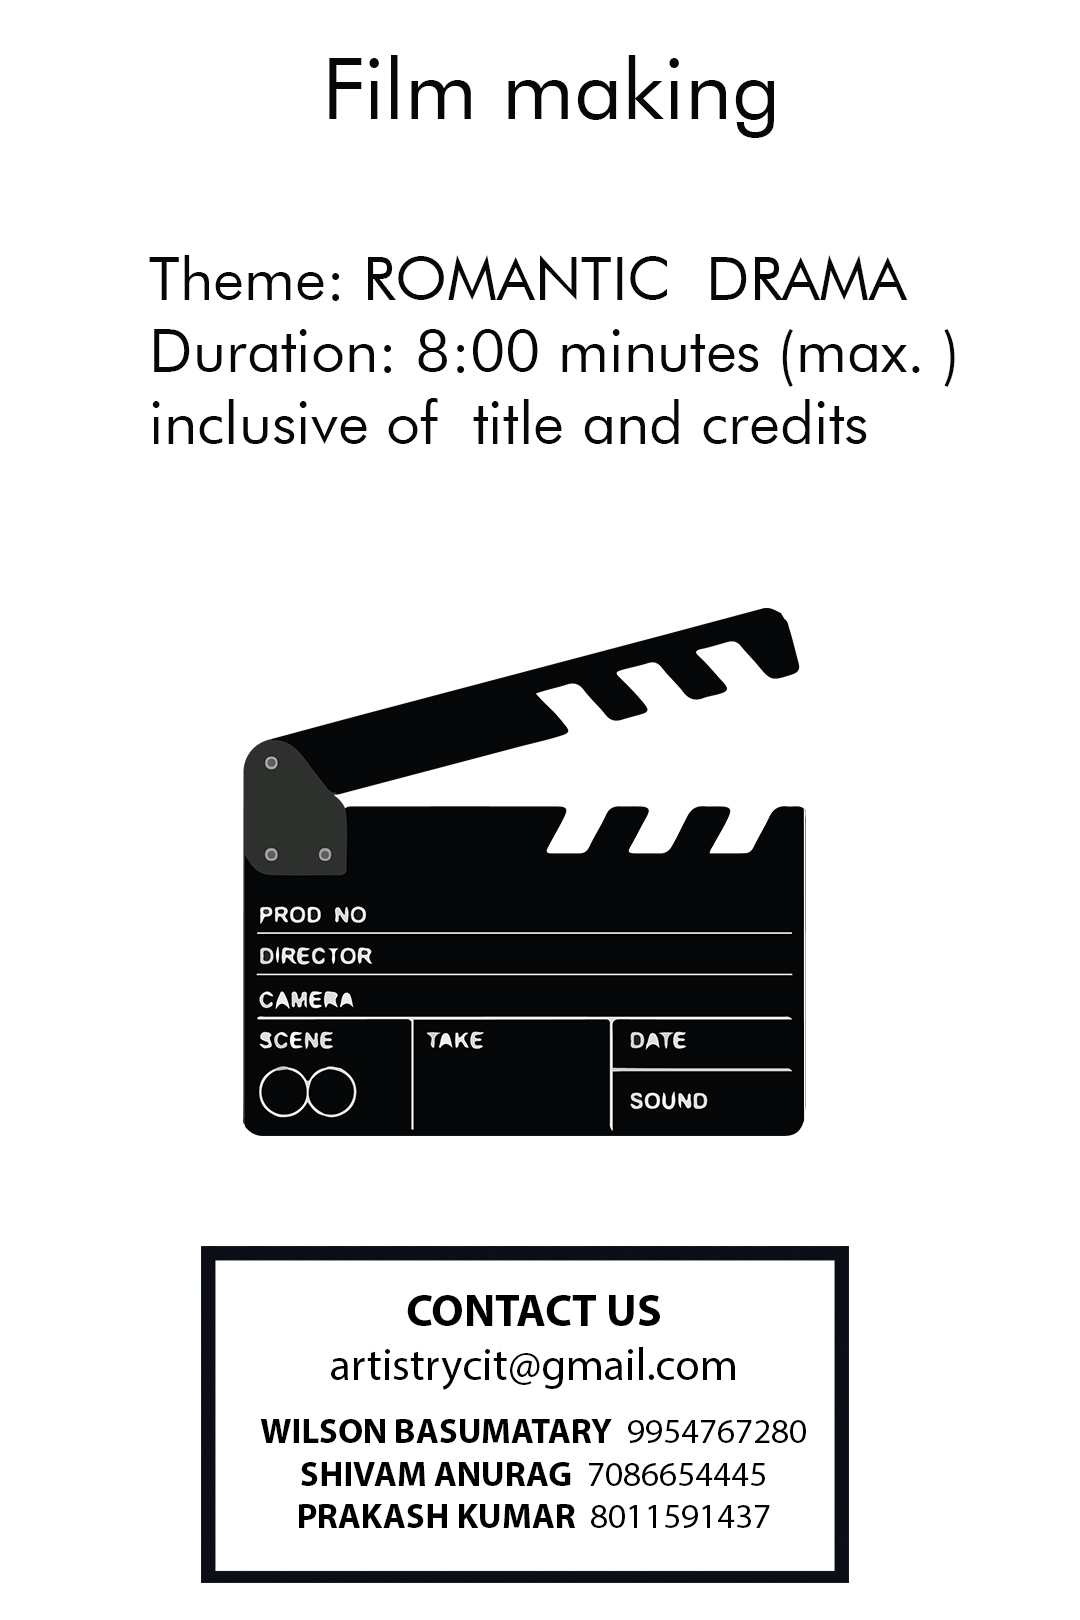 Film making
Theme: ROMANTIC DRAMA
Duration: 8:00 minutes (max. )
inclusive of title and credits
PROD NO
DIRECTOR
CAMERA
SCENE TAKE DATE
SOUND
CONTACT US
artistrycit@gmail.com
WILSON BASUMATARY 9954767280
SHIVAM ANURAG 7086654445
PRAKASH KUMAR 8011591437